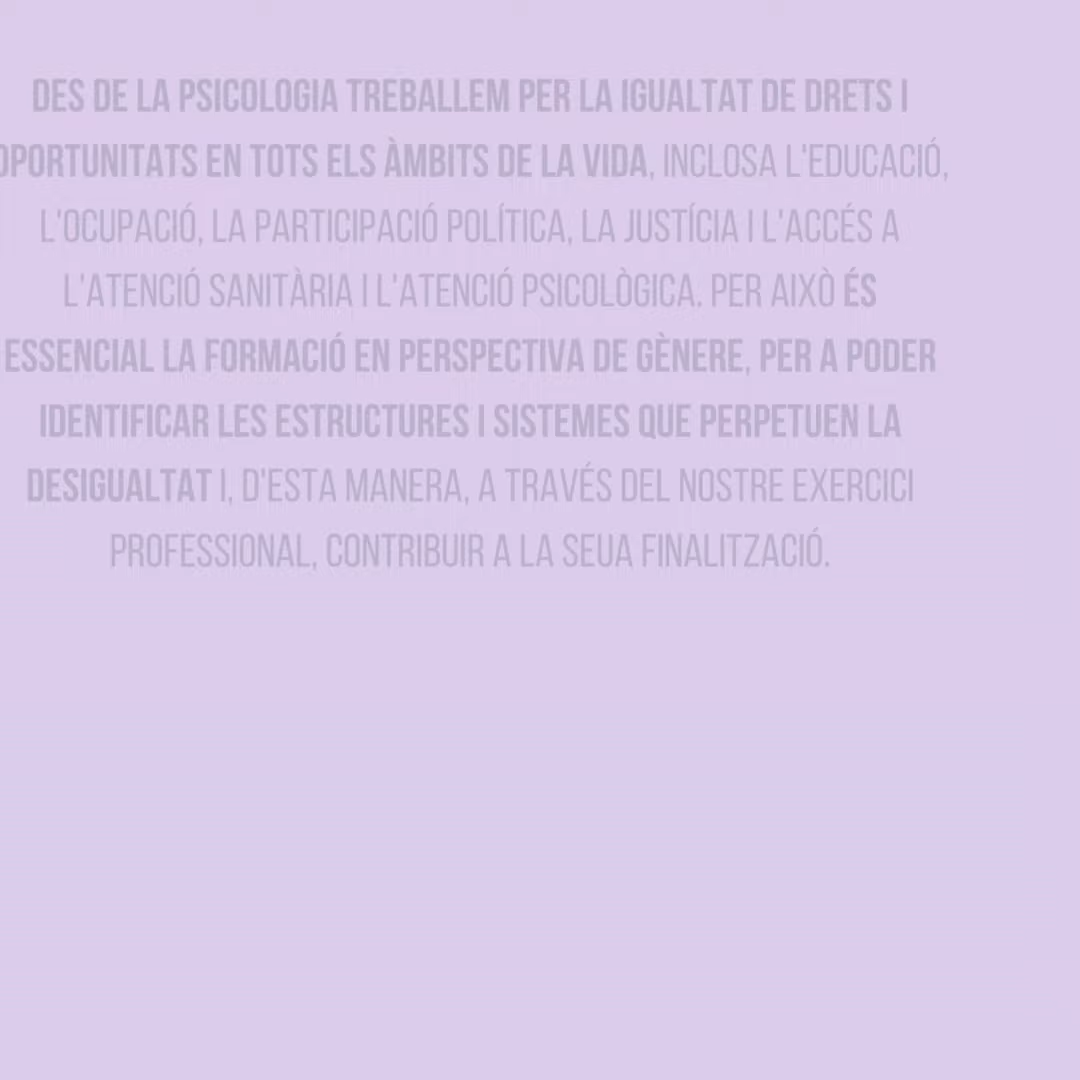 DES DE LA PSICOLOGIA TREBALLEM PER LA IGUALTAT DE DRETS I
OPORTUNITATS EN TOTS ELS ÀMBITS DE LA VIDA, INCLOSA L'EDUCACIÓ,
L'OCUPACIÓ, LA PARTICIPACIÓ POLÍTICA, LA JUSTÍCIA I L'ACCÉS A
L'ATENCIÓ SANITÀRIA I L'ATENCIÓ PSICOLÒGICA. PER AIXÒ ÉS
ESSENCIAL LA FORMACIÓ EN PERSPECTIVA DE GÈNERE, PER A PODER
IDENTIFICAR LES ESTRUCTURES I SISTEMES QUE PERPETUEN LA
DESIGUALTAT I, D'ESTA MANERA, A TRAVÉS DEL NOSTRE EXERCICI
PROFESSIONAL, CONTRIBUIR A LA SEUA FINALITZACIÓ.